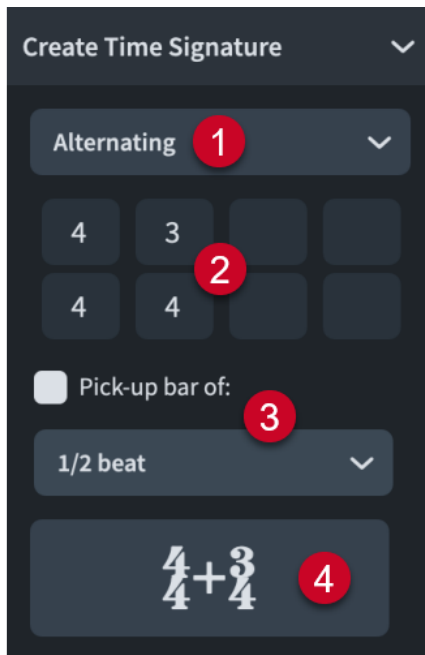 Create Time Signature
Alternating 1
4 3
2
4 4
Pick-up bar of:
3
1/2 beat
4 + 3 4
4 4